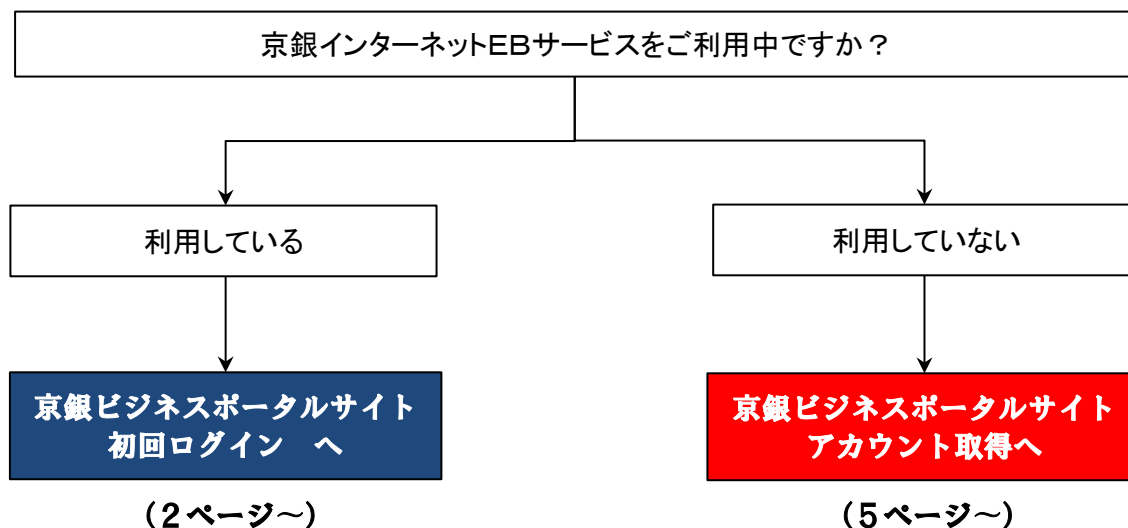 京銀インターネットEBサービスをご利用中ですか？
利用している
利用していない
京銀ビジネスポータルサイト
初回ログイン　へ
京銀ビジネスポータルサイト
アカウント取得へ
(２ページ～)
(５ページ～)